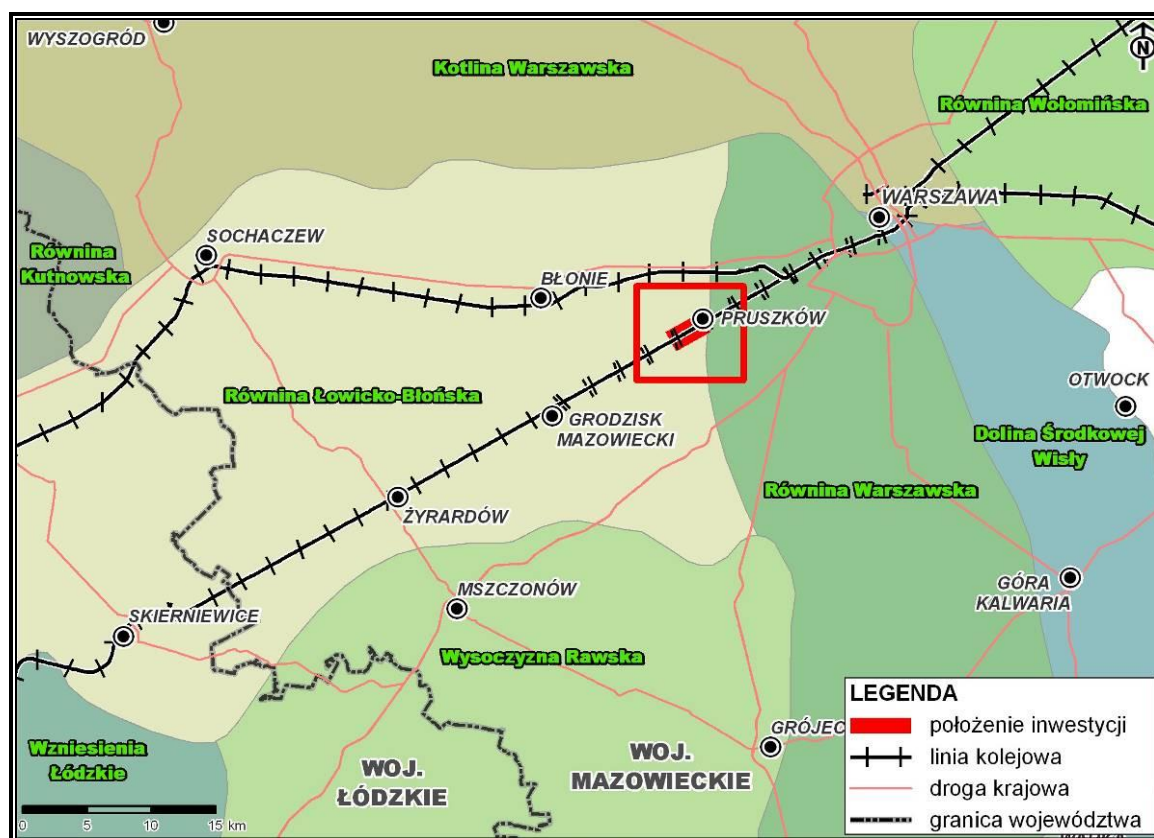 WYSZOGRÓD
Kotlina Warszawska
N
Równina Wołomińska
WARSZAWA
SOCHACZEW
Równina
Kutnowska
BŁONIE
PRUSZKÓW
OTWOCK
Równina Łowicko-Błońska
GRODZISK
MAZOWIECKI
Dolina Środkowej
Wisły
Równina Warszawska
ŻYRARDÓW
MSZCZONÓW
GÓRA
KALWARIA
SKIERNIEWICE
Wysoczyzna Rawska
Wzniesienia
Łódzkie
WOJ.
ŁÓDZKIE
WOJ.
MAZOWIECKIE
GRÓJEC
LEGENDA
położenie inwestycji
linia kolejowa
droga krajowa
granica województwa
0 5 10 15 km